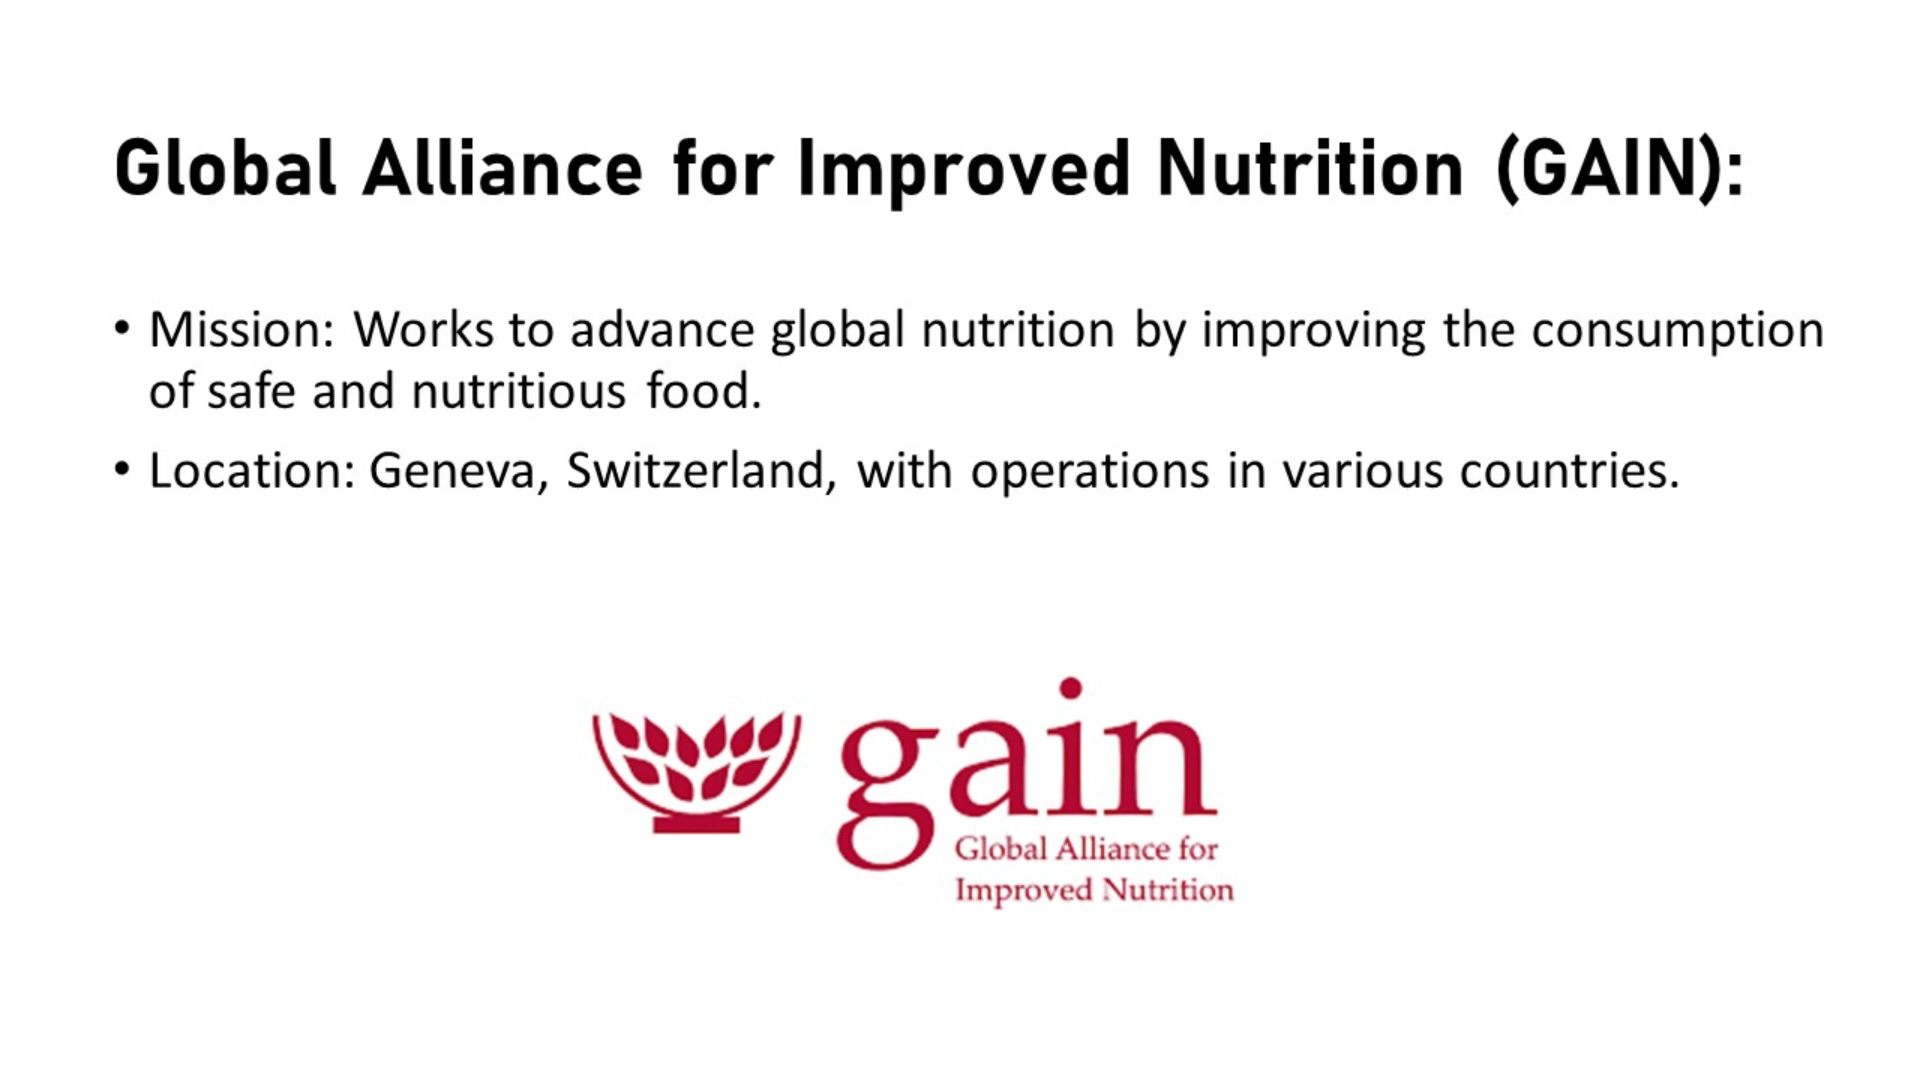 Global Alliance for Improved Nutrition (GAIN):
• Mission: Works to advance global nutrition by improving the consumption
of safe and nutritious food.
• Location: Geneva, Switzerland, with operations in various countries.
gain
Global Alliance for
Improved Nutrition